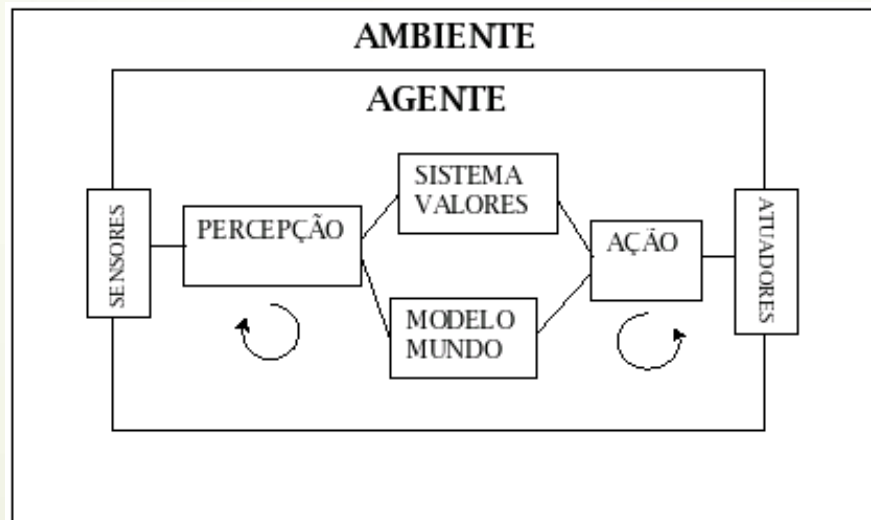 AMBIENTE
AGENTE
SISTEMA
VALORES
SENSORES
PERCEPÇÃO
AÇÃO
ATUADORES
MODELO
MUNDO